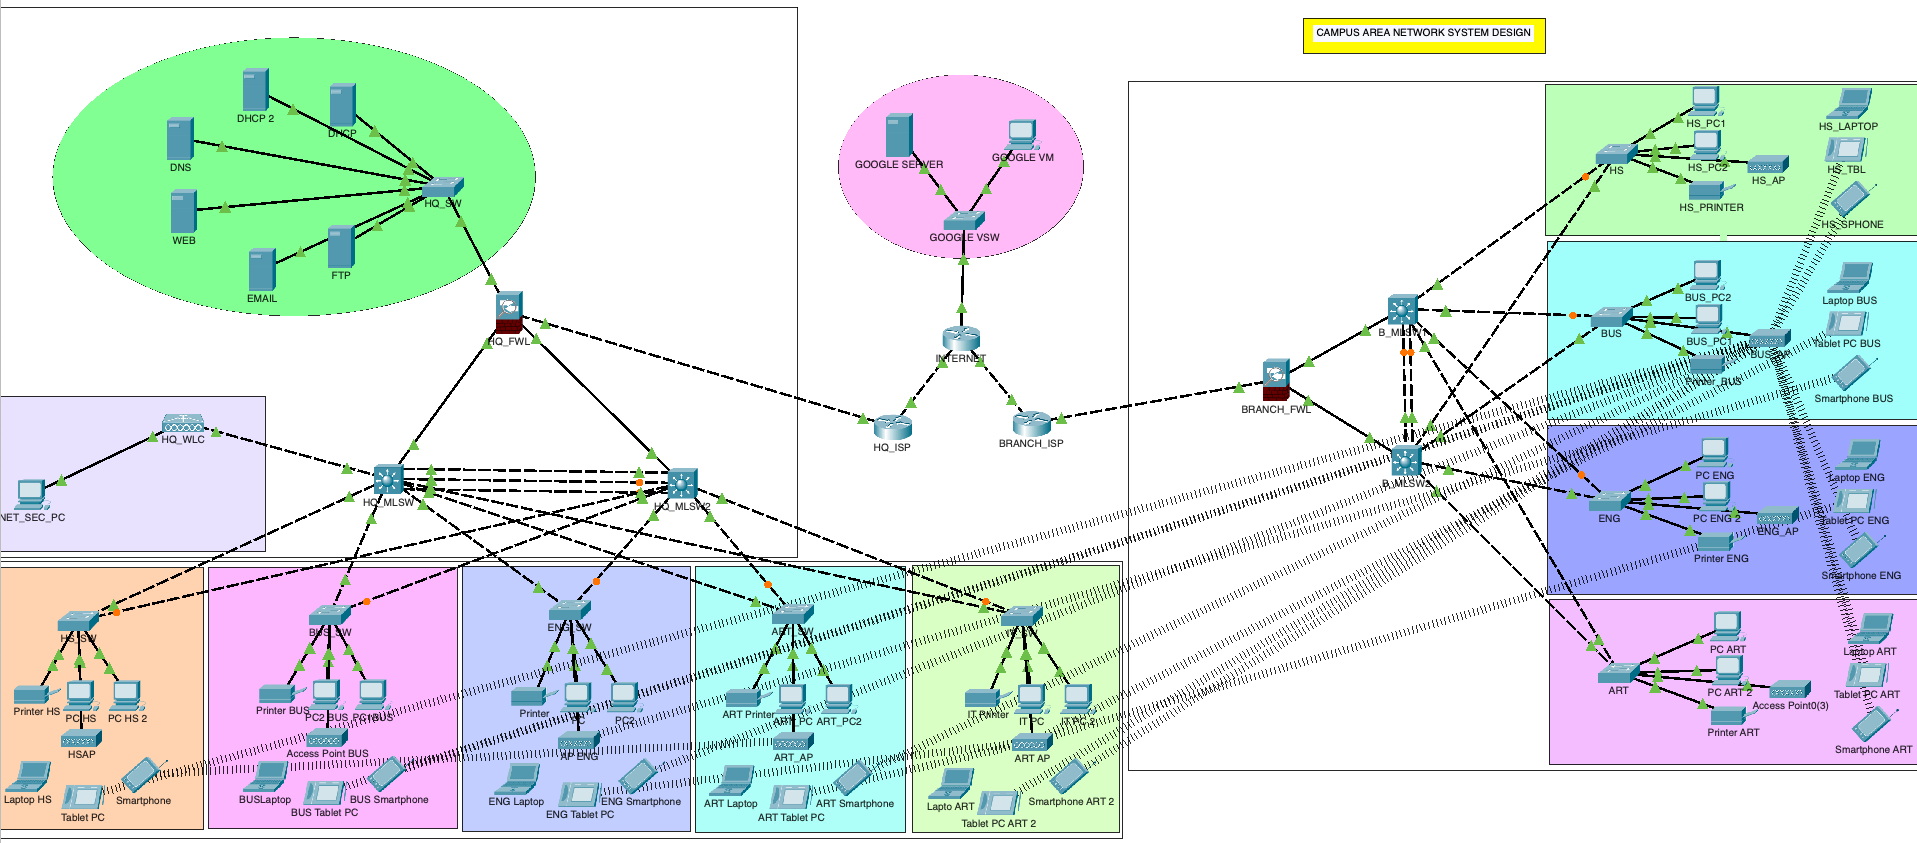 CAMPUS AREA NETWORK SYSTEM DESIGN
DHCP 2
DHCP
DNS
HQ_SW
WEB
FTP
EMAIL
HQ_FWL
GOOGLE SERVER
GOOGLE VM
GOOGLE VSW
INTERNET
HQ_ISP
BRANCH_ISP
BRANCH_FWL
B_MLSW1
B_MLSW2
HQ_WLC
NET_SEC_PC
HQ_MLSW
HQ_MLSW2
HS_PC1
HS_LAPTOP
HS
HS_PC2
HS_AP
HS_TBL
HS_PRINTER
HS_SPHONE
BUS_PC2
Laptop BUS
BUS
BUS_PC1
Tablet PC BUS
Printer_BUS
Smartphone BUS
PC ENG
Laptop ENG
ENG
PC ENG 2
ENG_AP
Tablet PC ENG
Printer ENG
Smartphone ENG
PC ART
Laptop ART
ART
PC ART 2
Tablet PC ART
Access Point0(3)
Printer ART
Smartphone ART
HS_SW
Printer HS
PC HS
PC HS 2
HSAP
Laptop HS
Smartphone
Tablet PC
BUS_SW
Printer BUS
PC2 BUS
PC1BUS
Access Point BUS
BUSLaptop
BUS Smartphone
BUS Tablet PC
ENG_SW
Printer
PC
PC2
AP ENG
ENG Laptop
ENG Smartphone
ENG Tablet PC
ART_SW
ART Printer
ART_PC
ART_PC2
ART_AP
ART Laptop
ART Smartphone
ART Tablet PC
IT Printer
IT PC
IT PC 2
ART AP
Lapto ART
Smartphone ART 2
Tablet PC ART 2